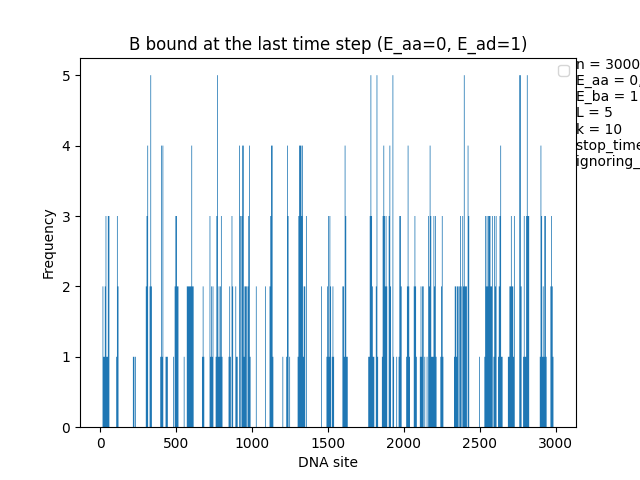 B bound at the last time step (E_aa=0, E_ad=1)
n = 3000
E_aa = 0,
E_ba = 1
L = 5
k = 10
stop_time
ignoring_
5
4
3
2
1
0
Frequency
0 500 1000 1500 2000 2500 3000
DNA site